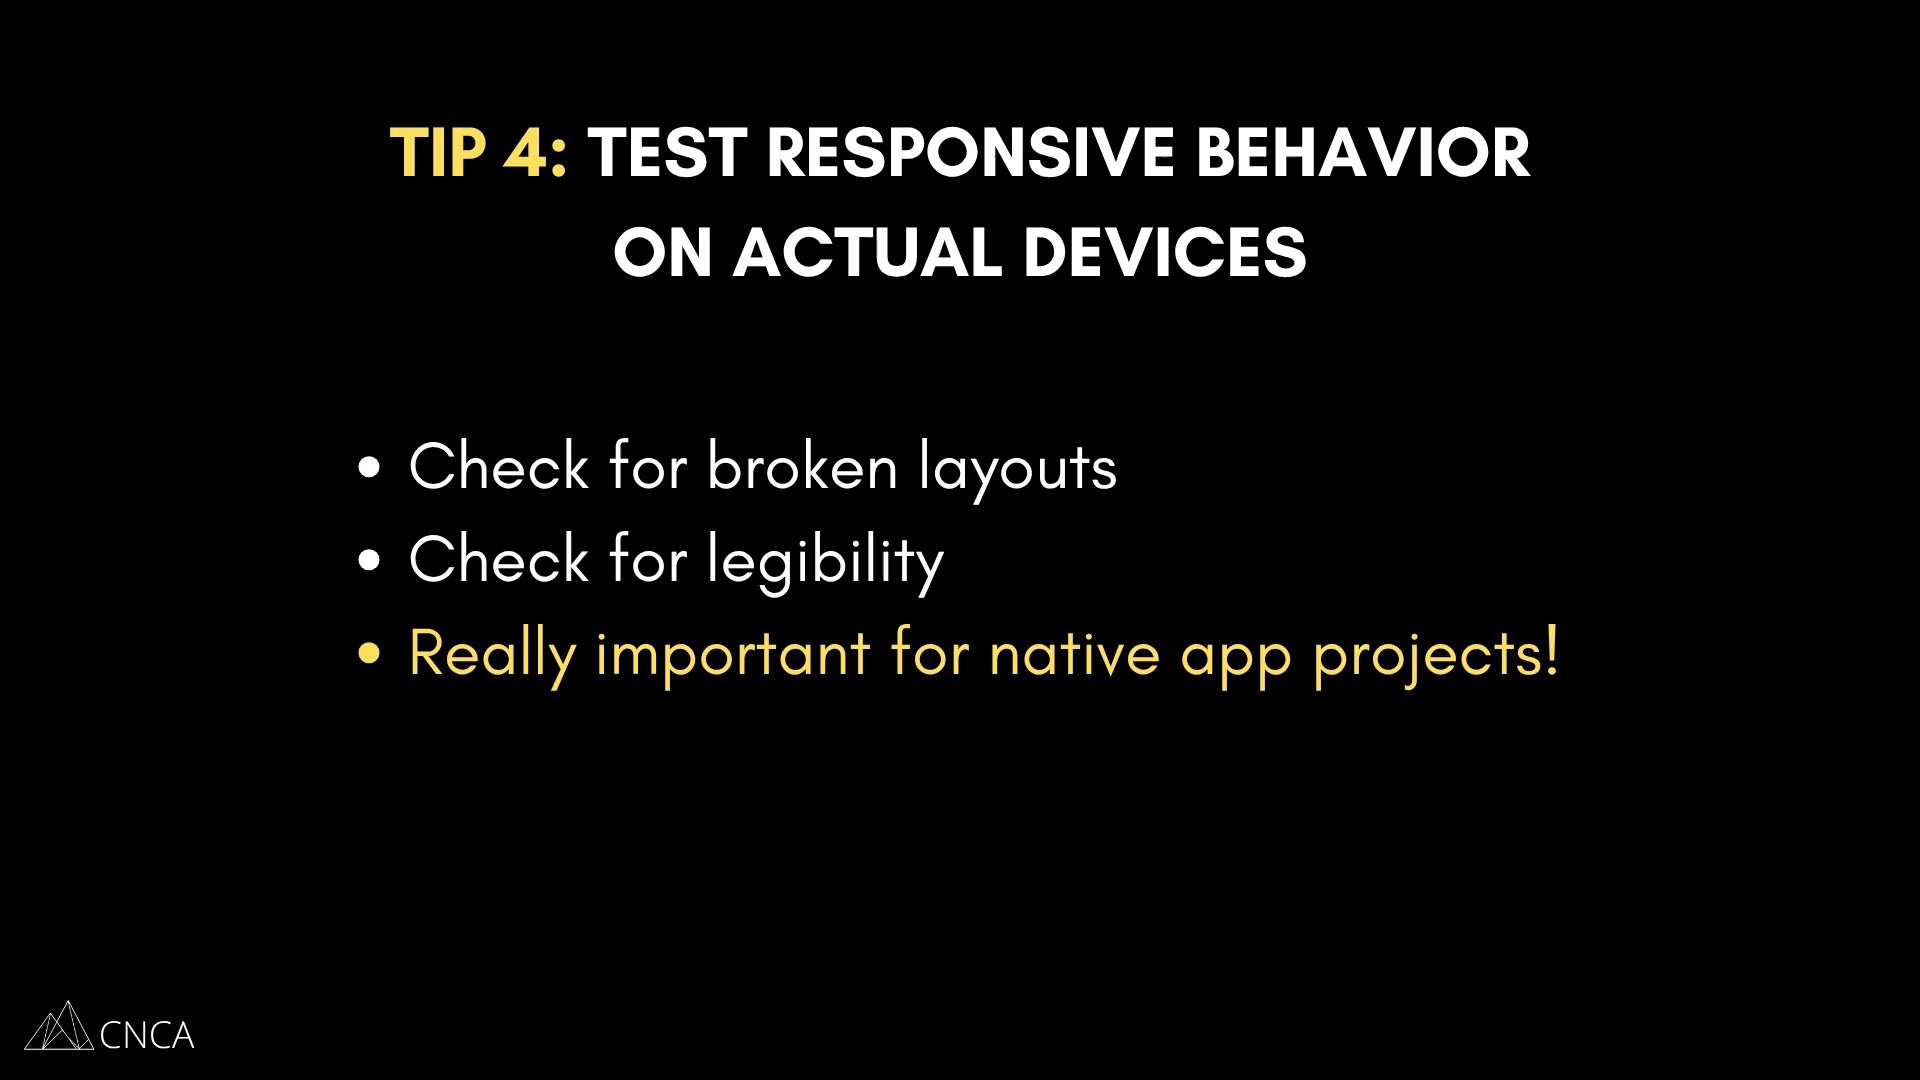 TIP 4: TEST RESPONSIVE BEHAVIOR
ON ACTUAL DEVICES
• Check for broken layouts
• Check for legibility
• Really important for native app projects!
CNCA